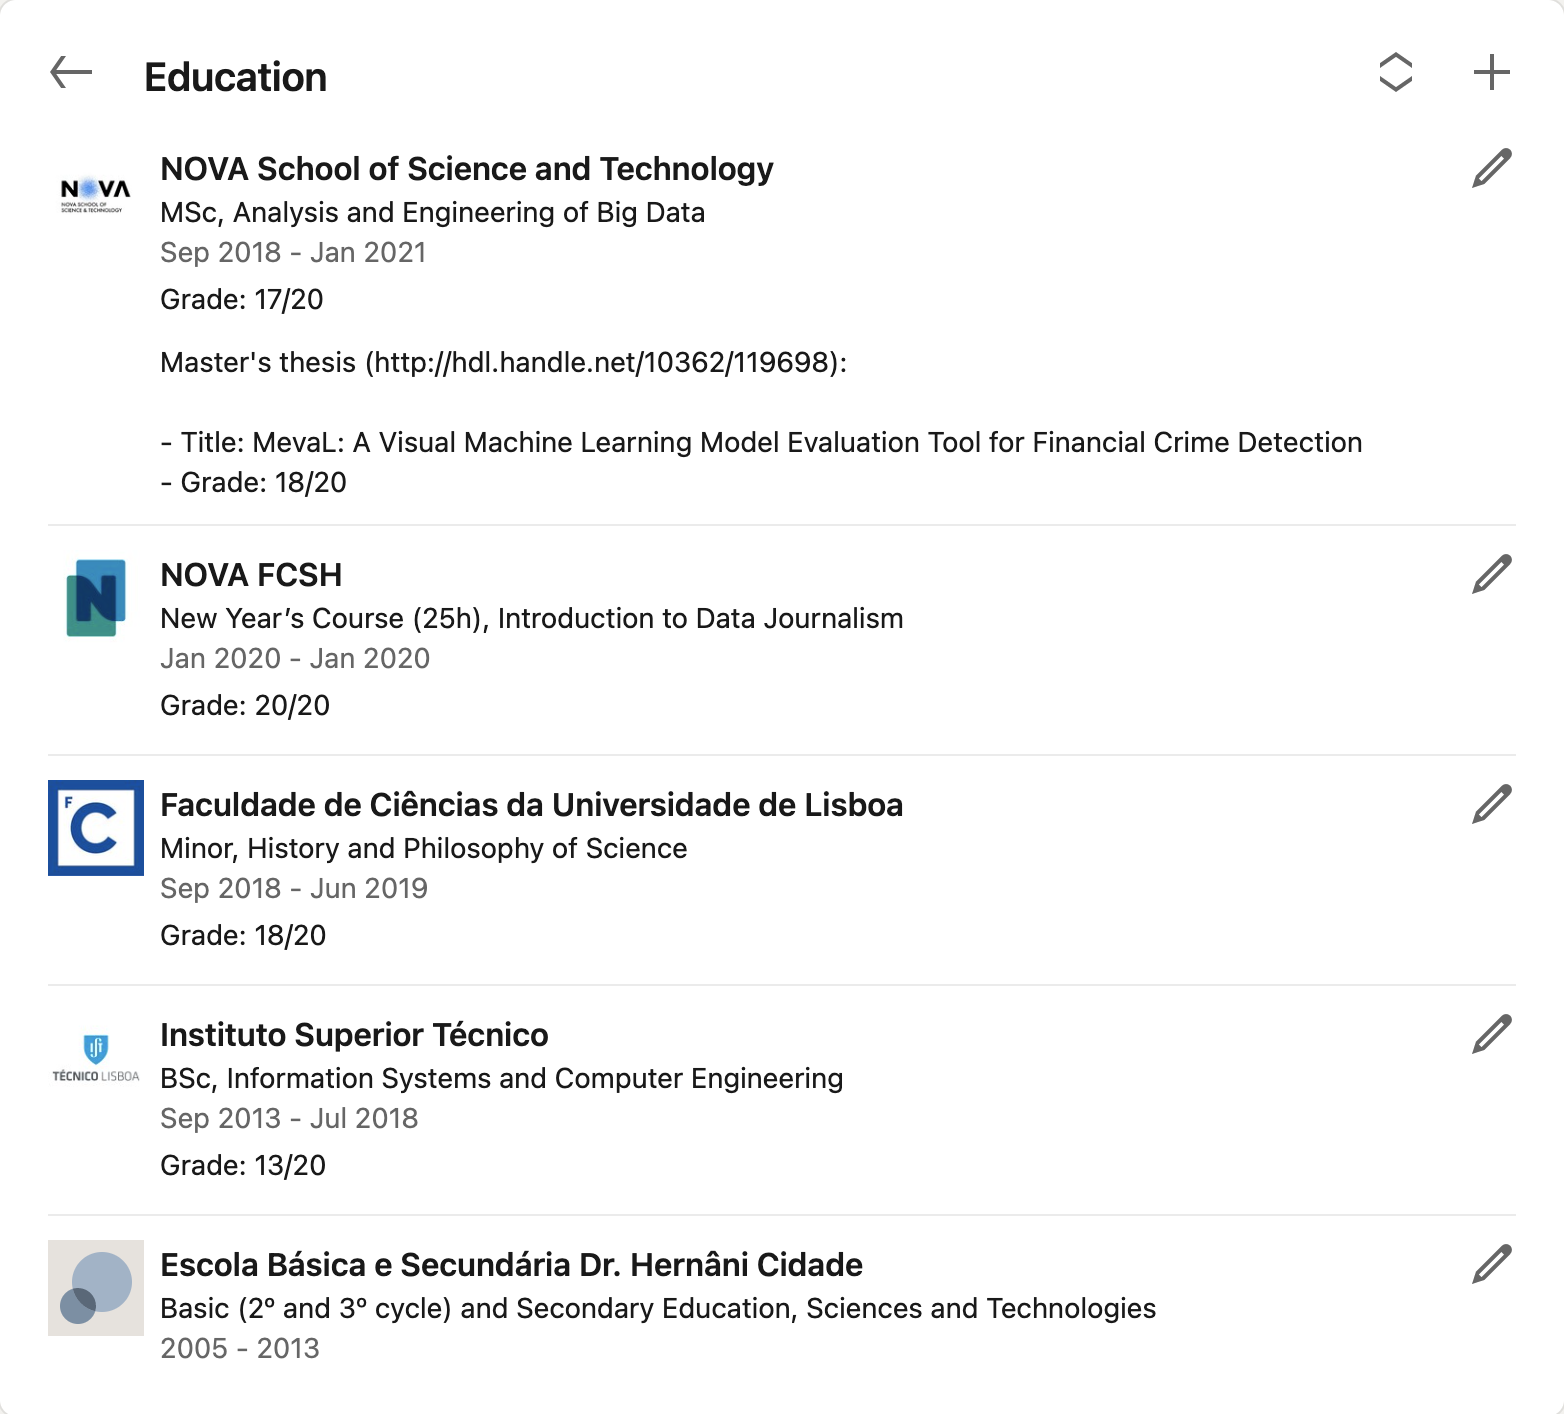 Education
NOVA
NOVA SCHOOL OF
SCIENCE & TECHNOLOGY
NOVA School of Science and Technology
MSc, Analysis and Engineering of Big Data
Sep 2018 - Jan 2021
Grade: 17/20
Master's thesis (http://hdl.handle.net/10362/119698):
- Title: MevaL: A Visual Machine Learning Model Evaluation Tool for Financial Crime Detection
- Grade: 18/20
N
NOVA FCSH
New Year’s Course (25h), Introduction to Data Journalism
Jan 2020 - Jan 2020
Grade: 20/20
F
C
Faculdade de Ciências da Universidade de Lisboa
Minor, History and Philosophy of Science
Sep 2018 - Jun 2019
Grade: 18/20
TÉCNICO LISBOA
Instituto Superior Técnico
BSc, Information Systems and Computer Engineering
Sep 2013 - Jul 2018
Grade: 13/20
Escola Básica e Secundária Dr. Hernâni Cidade
Basic (2º and 3º cycle) and Secondary Education, Sciences and Technologies
2005 - 2013